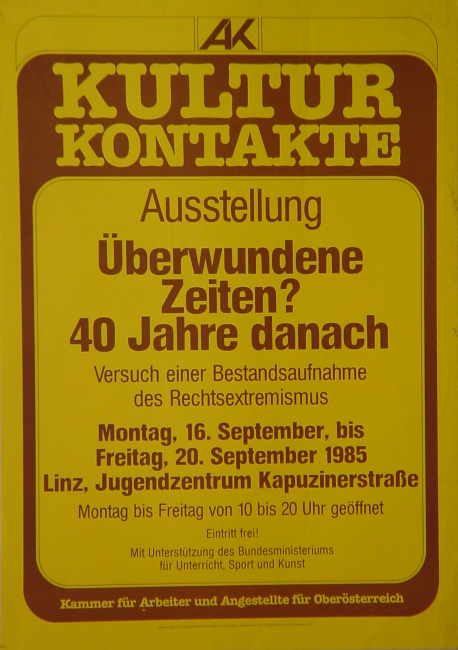 AK
KULTUR
KONTAKTE
Ausstellung
Überwundene
Zeiten?
40 Jahre danach
Versuch einer Bestandsaufnahme
des Rechtsextremismus
Montag, 16. September, bis
Freitag, 20. September 1985
Linz, Jugendzentrum Kapuzinerstraße
Montag bis Freitag von 10 bis 20 Uhr geöffnet
Eintritt frei!
Mit Unterstützung des Bundesministeriums
für Unterricht, Sport und Kunst
Kammer für Arbeiter und Angestellte für Oberösterreich